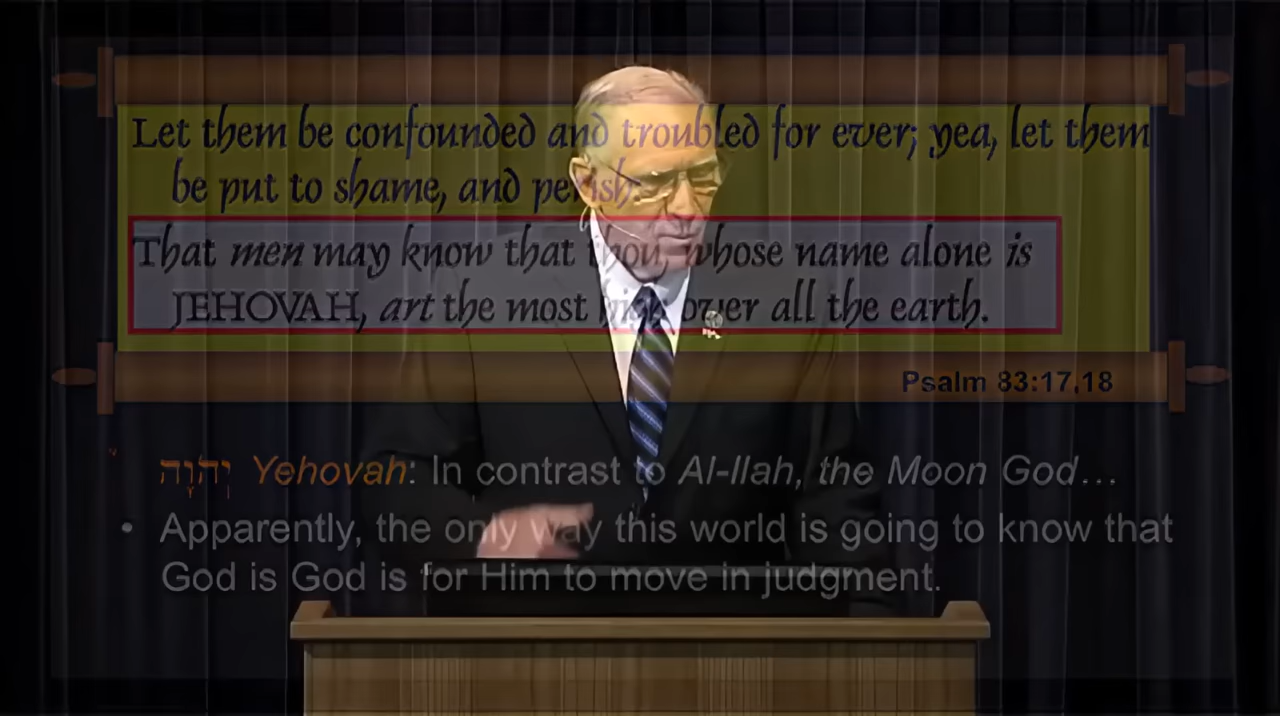 Let them be confounded and troubled for ever; yea, let them
be put to shame, and perish:
That men may know that thou, whose name alone is
JEHOVAH, art the most high over all the earth.
Psalm 83:17,18
יְהֹוָה Yehovah: In contrast to Al-Ilah, the Moon God...
• Apparently, the only way this world is going to know that
God is God is for Him to move in judgment.